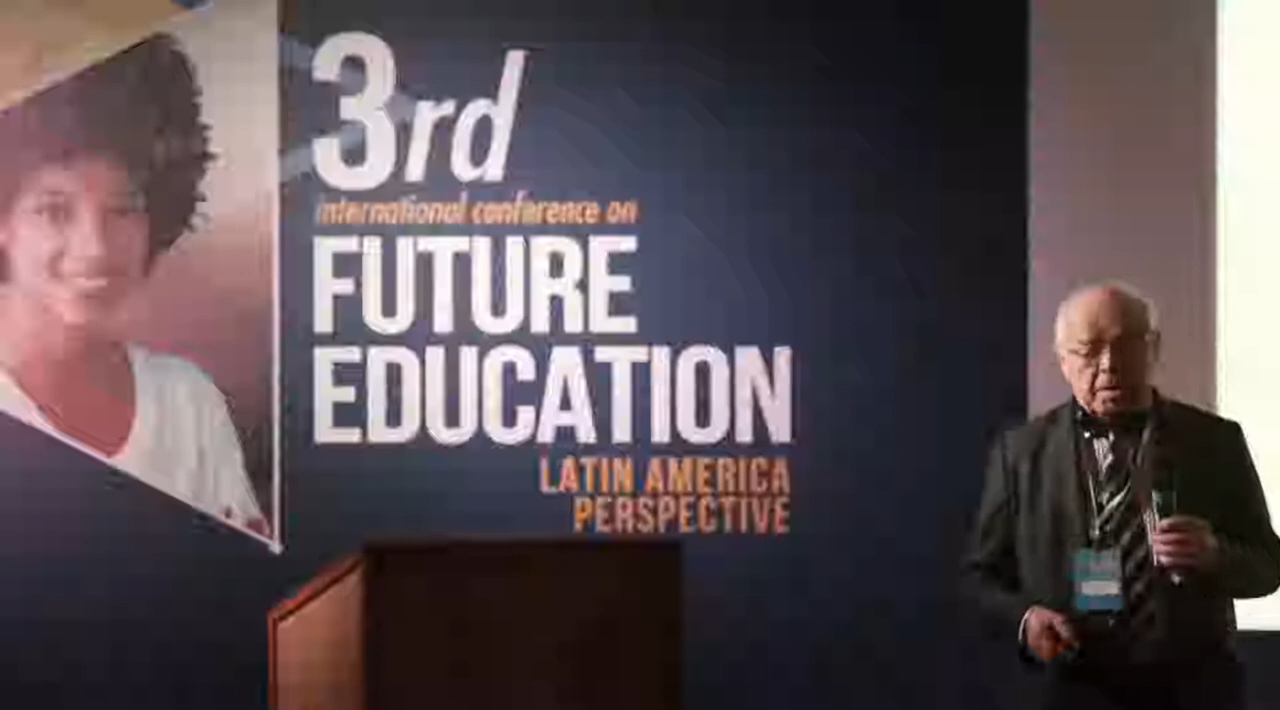 3rd
international conference on
FUTURE
EDUCATION
LATIN AMERICA
PERSPECTIVE